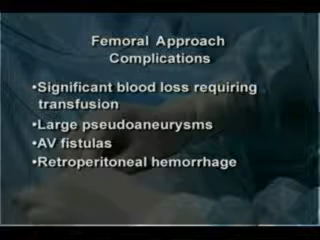 Femoral Approach
Complications
•Significant blood loss requiring
transfusion
•Large pseudoaneurysms
•AV fistulas
•Retroperitoneal hemorrhage